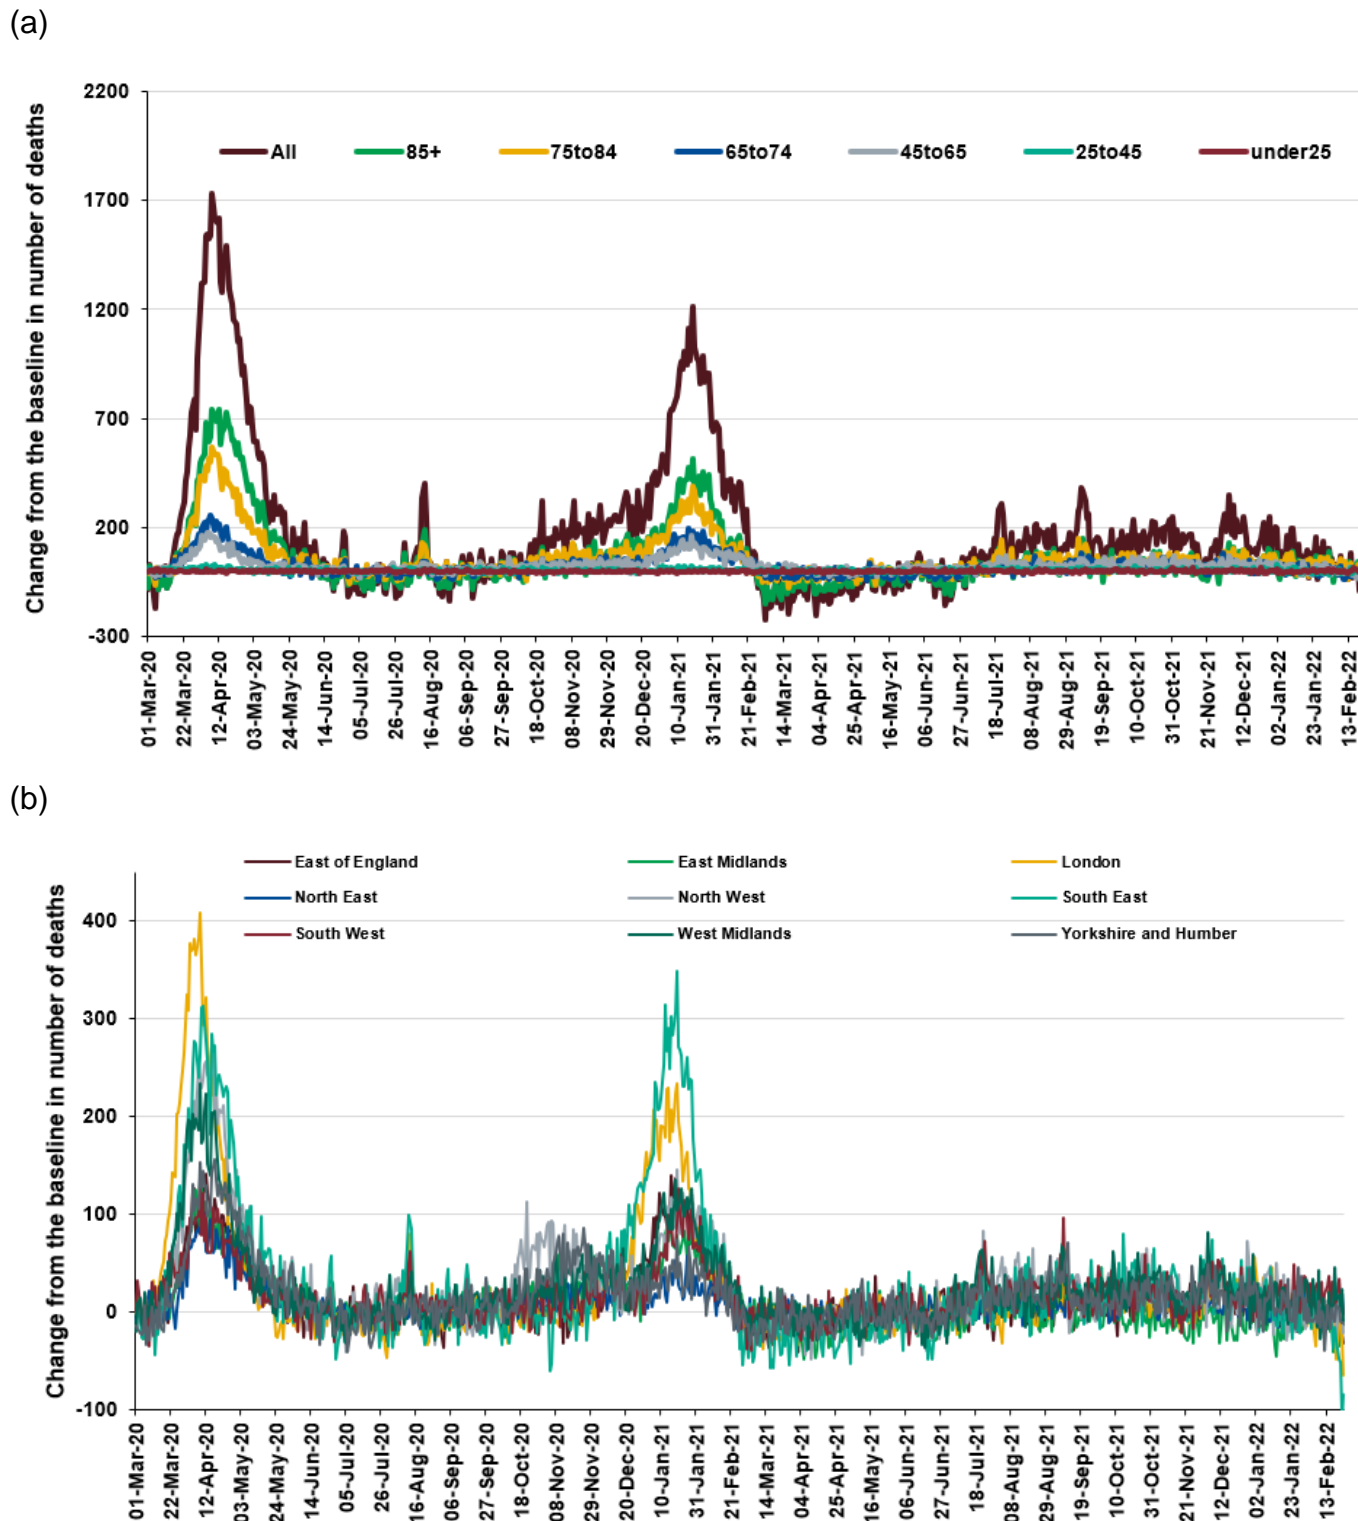 (a)
Change from the baseline in number of deaths
2200
1700
1200
700
200
-300
All 85+ 75to84 65to74 45to65 25to45 under25
01-Mar-20 22-Mar-20 12-Apr-20 03-May-20 24-May-20 14-Jun-20 05-Jul-20 26-Jul-20 16-Aug-20 06-Sep-20 27-Sep-20 18-Oct-20 08-Nov-20 29-Nov-20 20-Dec-20 10-Jan-21 31-Jan-21 21-Feb-21 14-Mar-21 04-Apr-21 25-Apr-21 16-May-21 06-Jun-21 27-Jun-21 18-Jul-21 08-Aug-21 29-Aug-21 19-Sep-21 10-Oct-21 31-Oct-21 21-Nov-21 12-Dec-21 02-Jan-22 23-Jan-22 13-Feb-22
(b)
Change from the baseline in number of deaths
East of England East Midlands London
North East North West South East
South West West Midlands Yorkshire and Humber
400
300
200
100
0
-100
01-Mar-20 22-Mar-20 12-Apr-20 03-May-20 24-May-20 14-Jun-20 05-Jul-20 26-Jul-20 16-Aug-20 06-Sep-20 27-Sep-20 18-Oct-20 08-Nov-20 29-Nov-20 20-Dec-20 10-Jan-21 31-Jan-21 21-Feb-21 14-Mar-21 04-Apr-21 25-Apr-21 16-May-21 06-Jun-21 27-Jun-21 18-Jul-21 08-Aug-21 29-Aug-21 19-Sep-21 10-Oct-21 31-Oct-21 21-Nov-21 12-Dec-21 02-Jan-22 23-Jan-22 13-Feb-22